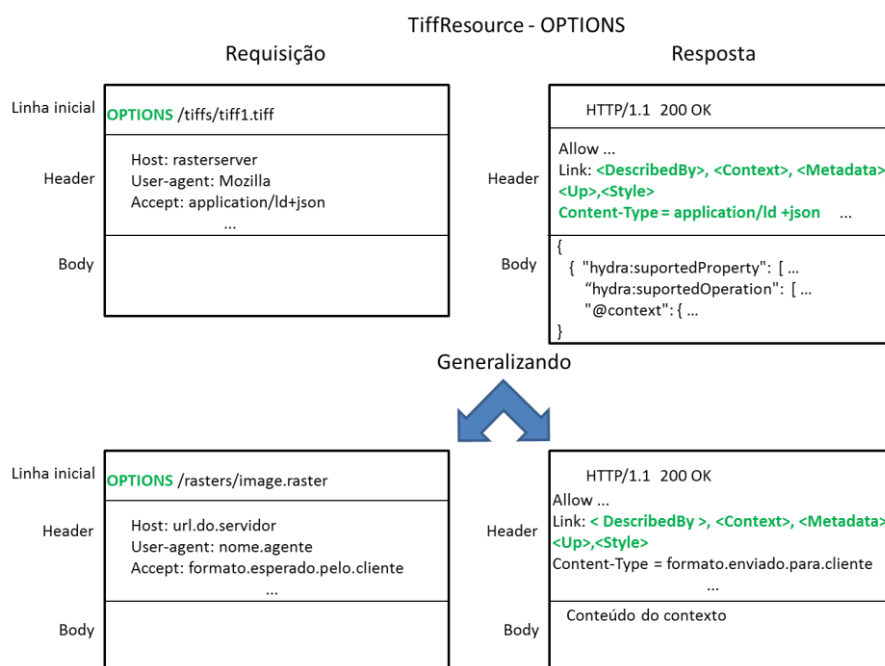 TiffResource - OPTIONS
Requisição
Resposta
Linha inicial
OPTIONS /tiffs/tiff1.tiff
Header
Host: rasterserver
User-agent: Mozilla
Accept: application/ld+json
...
Body
HTTP/1.1 200 OK
Header
Allow ...
Link: <DescribedBy>, <Context>, <Metadata>
<Up>,<Style>
Content-Type = application/ld +json ...
Body
{
{ "hydra:suportedProperty": [ ...
“hydra:suportedOperation": [ ...
"@context": { ...
}
Generalizando
Linha inicial
OPTIONS /rasters/image.raster
Header
Host: url.do.servidor
User-agent: nome.agente
Accept: formato.esperado.pelo.cliente
...
Body
HTTP/1.1 200 OK
Header
Allow ...
Link: < DescribedBy >, <Context>, <Metadata>
<Up>,<Style>
Content-Type = formato.enviado.para.cliente
...
Body
Conteúdo do contexto